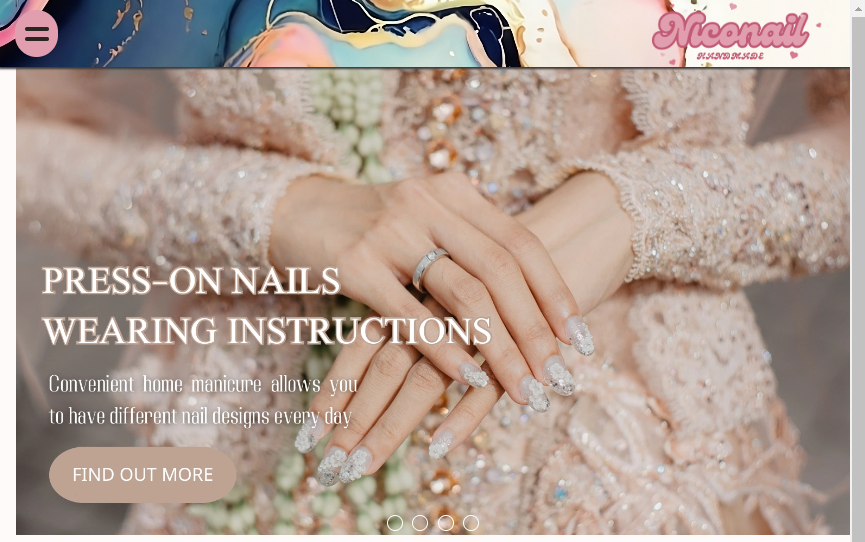 Niconail
HANDMADE
PRESS-ON NAILS
WEARING INSTRUCTIONS
Convenient home manicure allows you
to have different nail designs every day
FIND OUT MORE